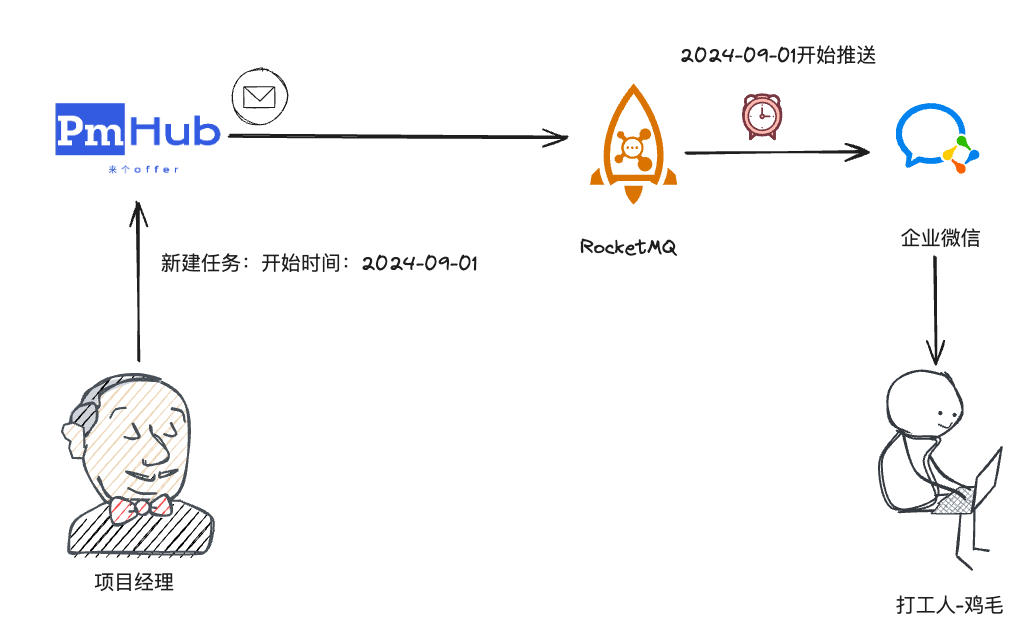 2024-09-01开始推送
PmHub
来个offer
RocketMQ
企业微信
新建任务：开始时间：2024-09-01
项目经理
打工人-鸡毛